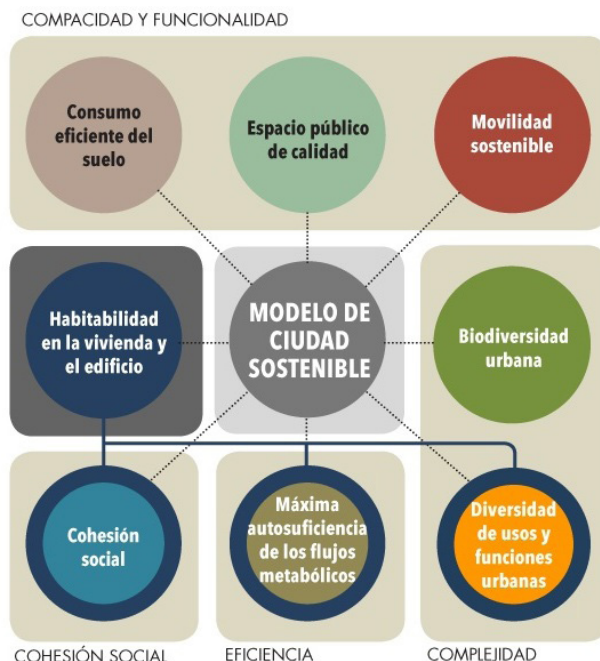 COMPACIDAD Y FUNCIONALIDAD
Consumo
eficiente del
suelo
Espacio público
de calidad
Movilidad
sostenible
Habitabilidad
en la vivienda y
el edificio
MODELO DE
CIUDAD
SOSTENIBLE
Biodiversidad
urbana
Cohesión
social
Máxima
autosuficiencia
de los flujos
metabólicos
Diversidad
de usos y
funciones
urbanas
COHESIÓN SOCIAL
EFICIENCIA
COMPLEJIDAD